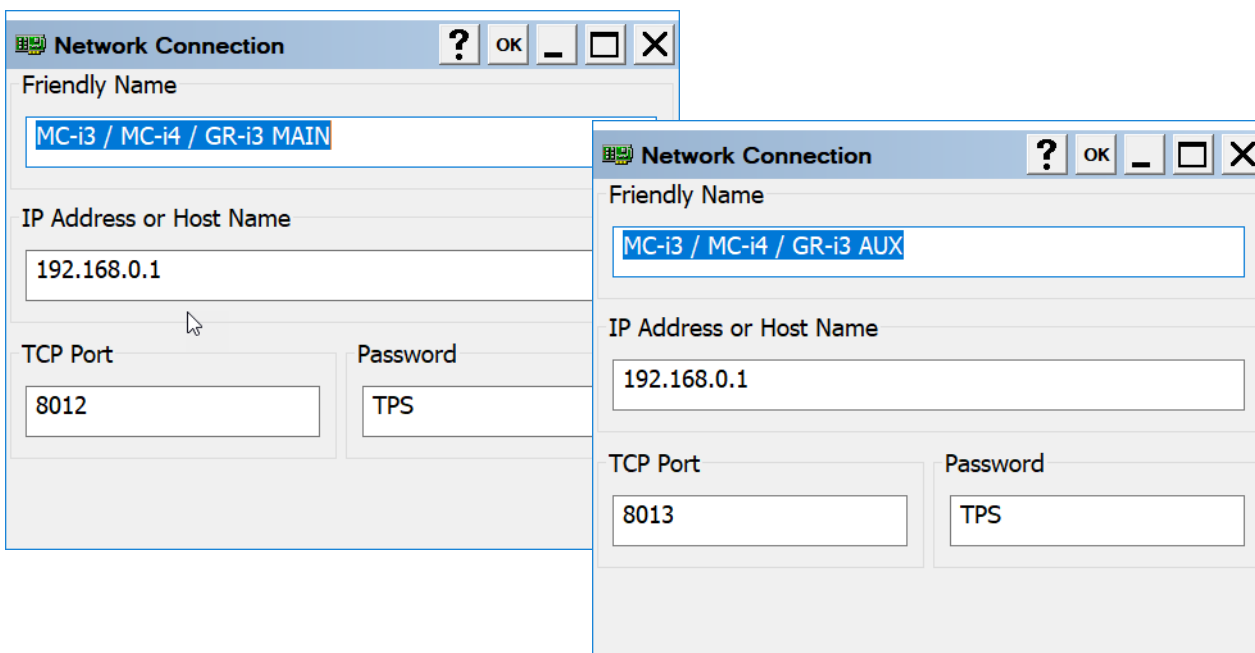 Network Connection
? OK
Friendly Name
MC-i3 / MC-i4 / GR-i3 MAIN
IP Address or Host Name
192.168.0.1
TCP Port
Password
8012
TPS
Network Connection
? OK
Friendly Name
MC-i3 / MC-i4 / GR-i3 AUX
IP Address or Host Name
192.168.0.1
TCP Port
Password
8013
TPS